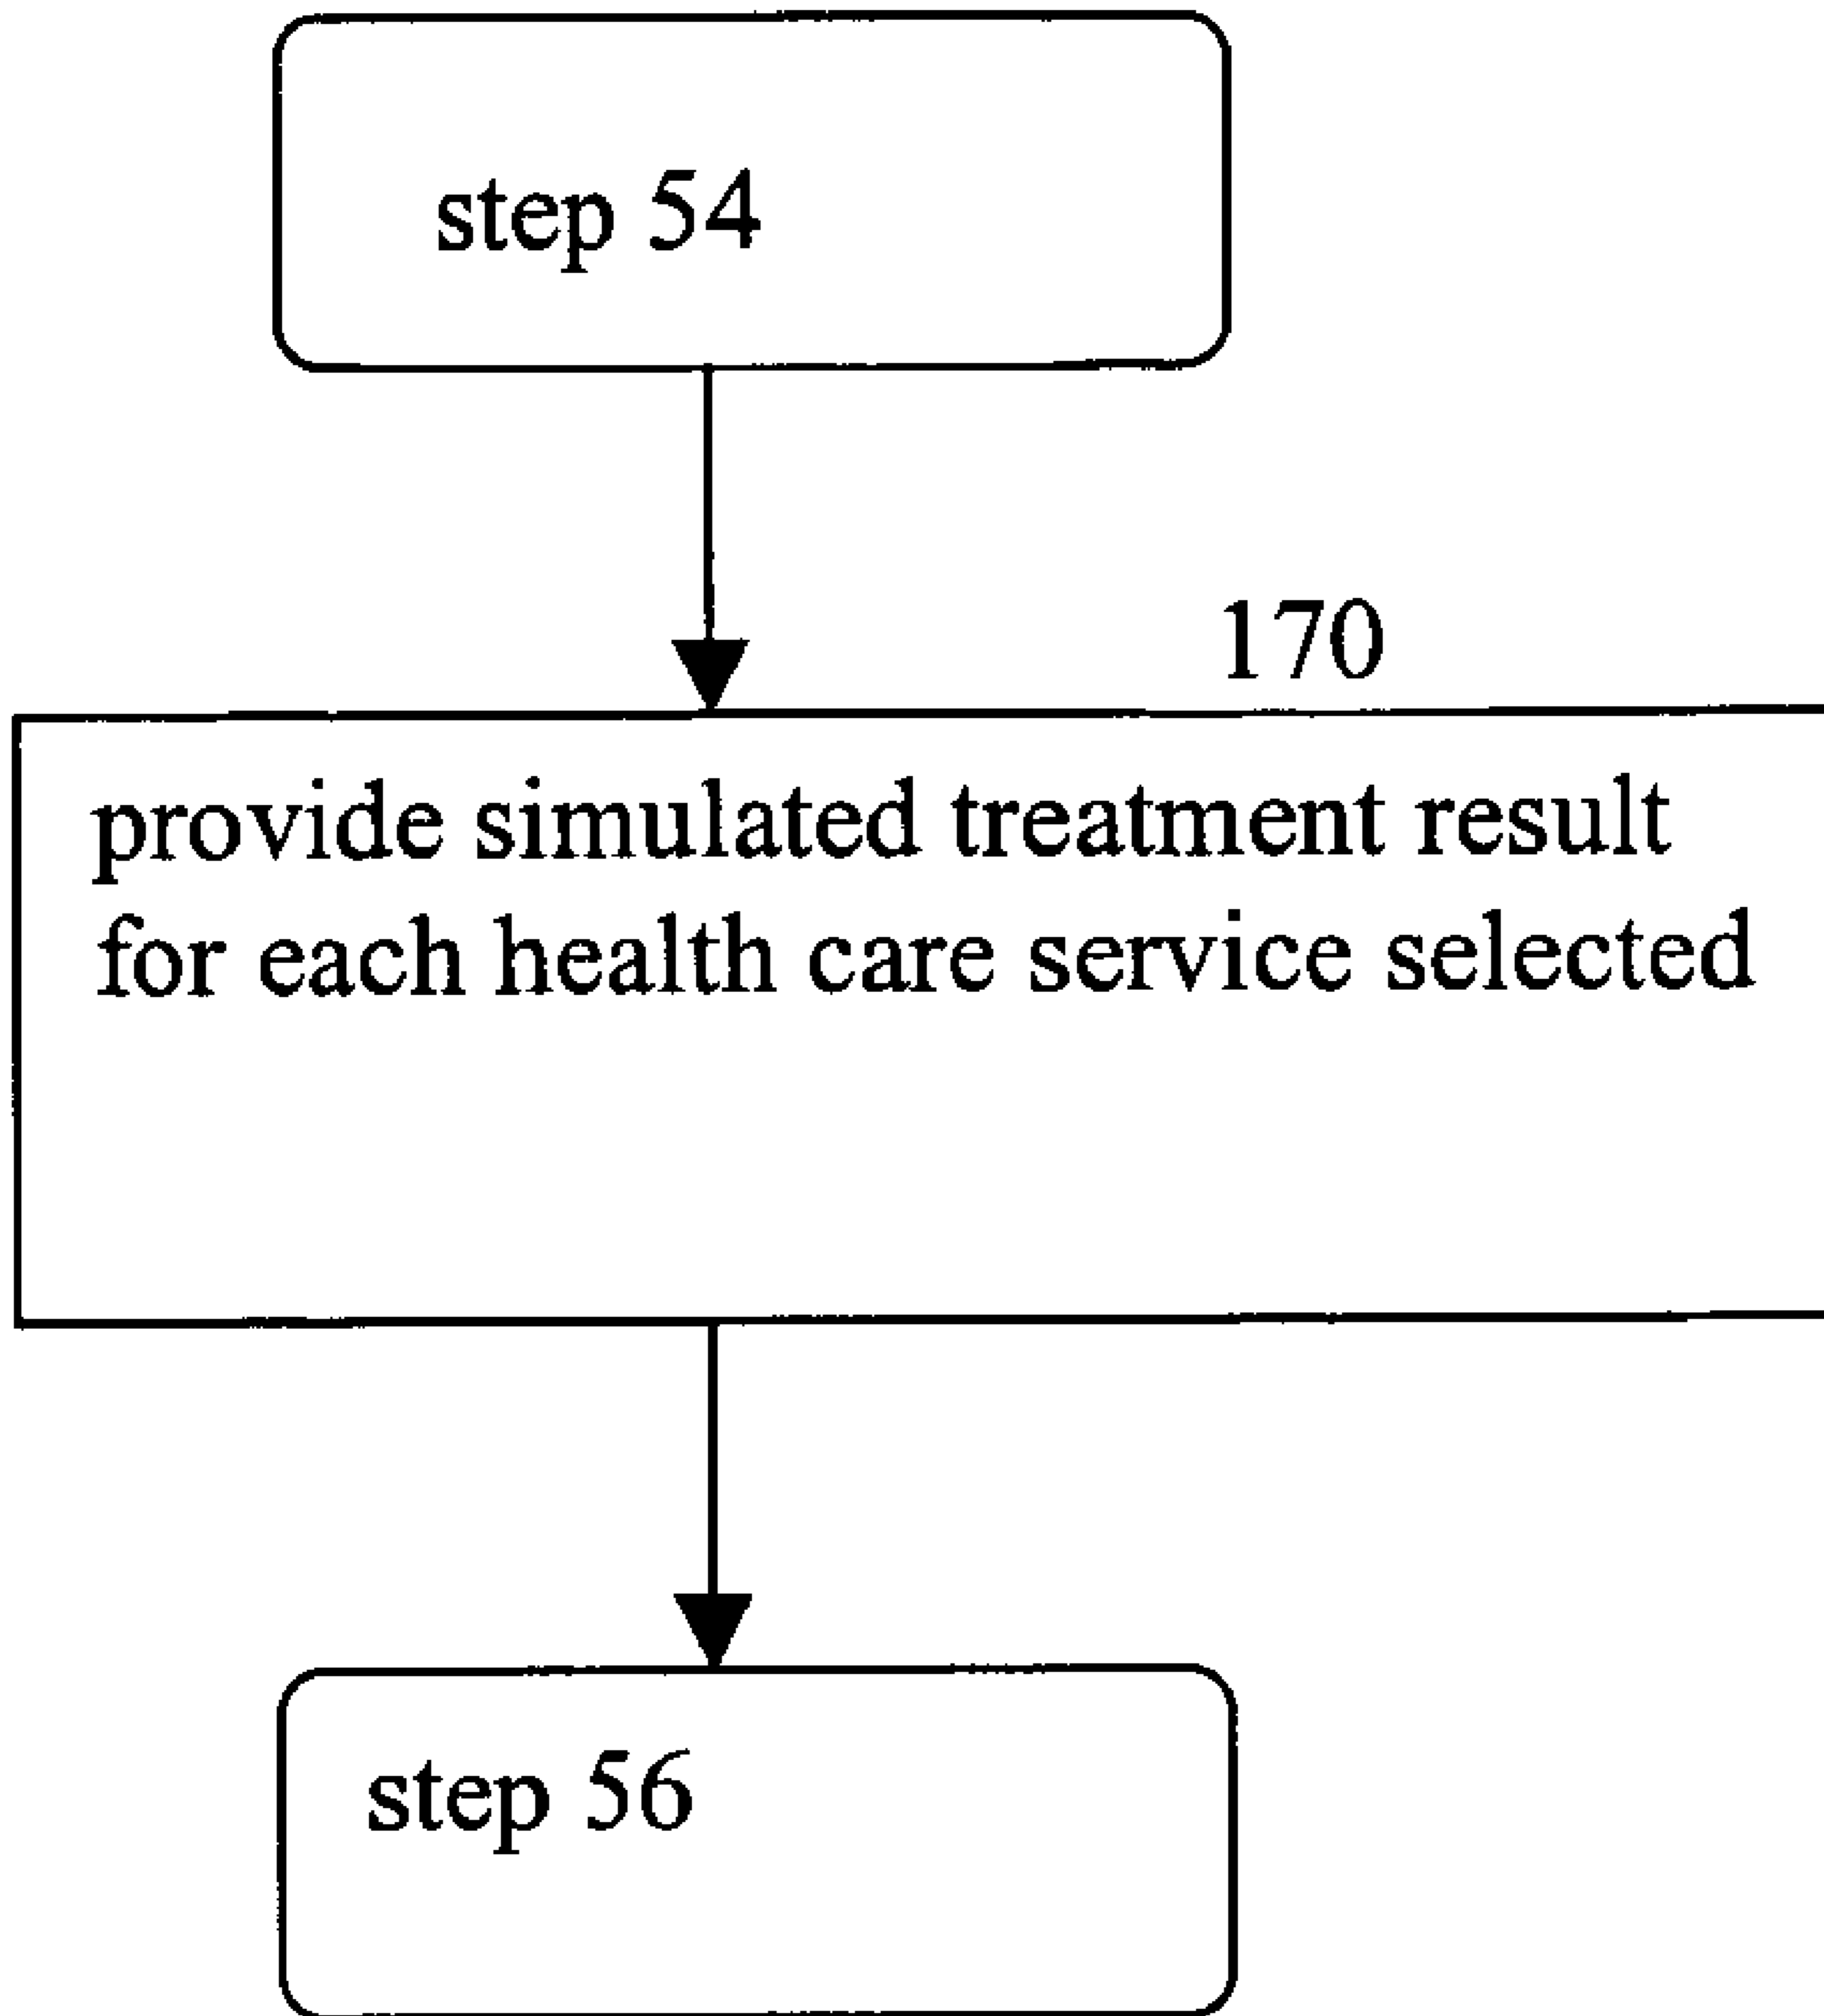 step 54
170
provide simulated treatment result
for each health care service selected
step 56